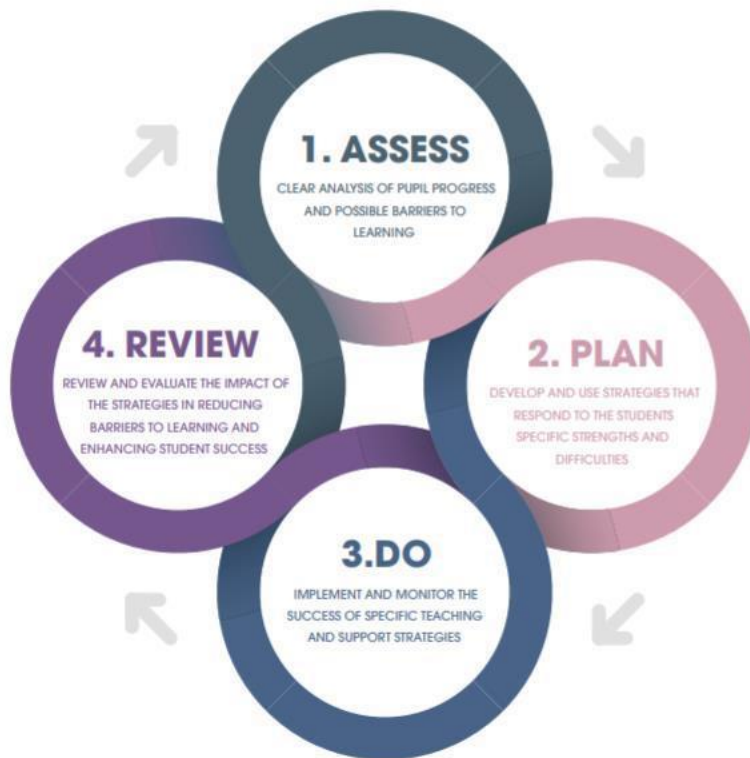 1. ASSESS
CLEAR ANALYSIS OF PUPIL PROGRESS
AND POSSIBLE BARRIERS TO
LEARNING
2. PLAN
DEVELOP AND USE STRATEGIES THAT
RESPOND TO THE STUDENTS
SPECIFIC STRENGTHS AND
DIFFICULTIES
3.DO
IMPLEMENT AND MONITOR THE
SUCCESS OF SPECIFIC TEACHING
AND SUPPORT STRATEGIES
4. REVIEW
REVIEW AND EVALUATE THE IMPACT OF
THE STRATEGIES IN REDUCING
BARRIERS TO LEARNING AND
ENHANCING STUDENT SUCCESS